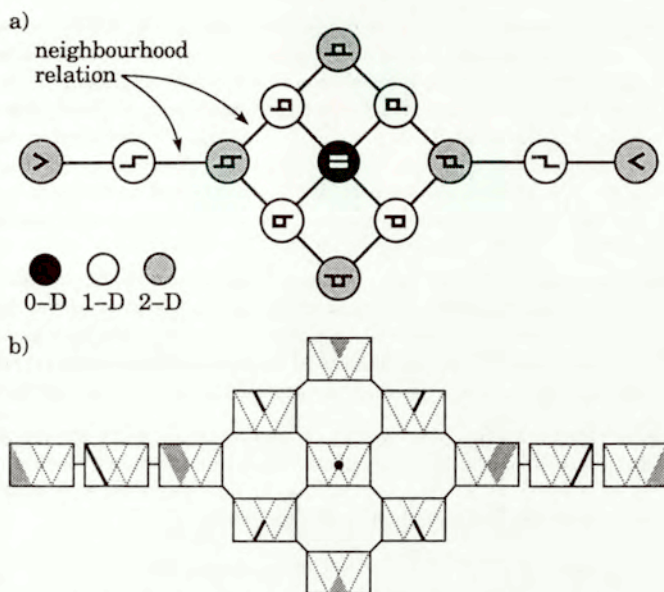 a)
neighbourhood
relation
> = <
0–D 1–D 2–D
b)